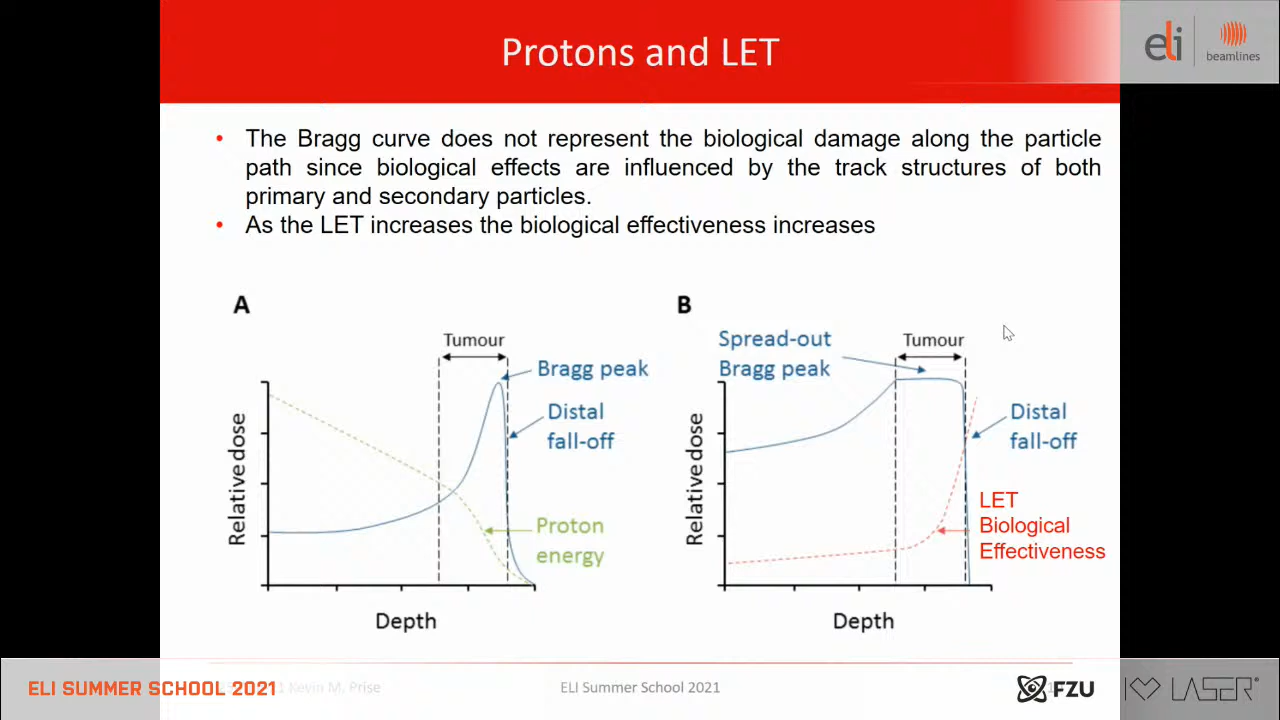 Protons and LET
eli
beamlines
• The Bragg curve does not represent the biological damage along the particle
path since biological effects are influenced by the track structures of both
primary and secondary particles.
• As the LET increases the biological effectiveness increases
A
Tumour
Bragg peak
Distal
fall-off
Proton
energy
Relative dose
Depth
B
Spread-out
Bragg peak
Tumour
Distal
fall-off
LET
Biological
Effectiveness
Relative dose
Depth
ELI SUMMER SCHOOL 2021
Kevin M. Prise
ELI Summer School 2021
FZU
LASER